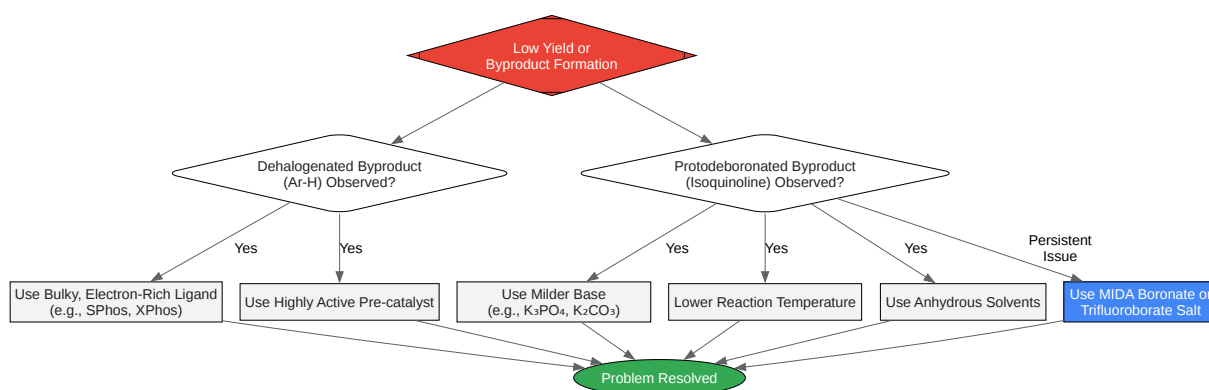 Low Yield or
Byproduct Formation
Dehalogenated Byproduct
(Ar-H) Observed?
Protodeboronated Byproduct
(Isoquinoline) Observed?
Yes
Yes
Yes
Yes
Yes
Persistent
Issue
Use Bulky, Electron-Rich Ligand
(e.g., SPhos, XPhos)
Use Highly Active Pre-catalyst
Use Milder Base
(e.g., K₃PO₄, K₂CO₃)
Lower Reaction Temperature
Use Anhydrous Solvents
Use MIDA Boronate or
Trifluoroborate Salt
Problem Resolved